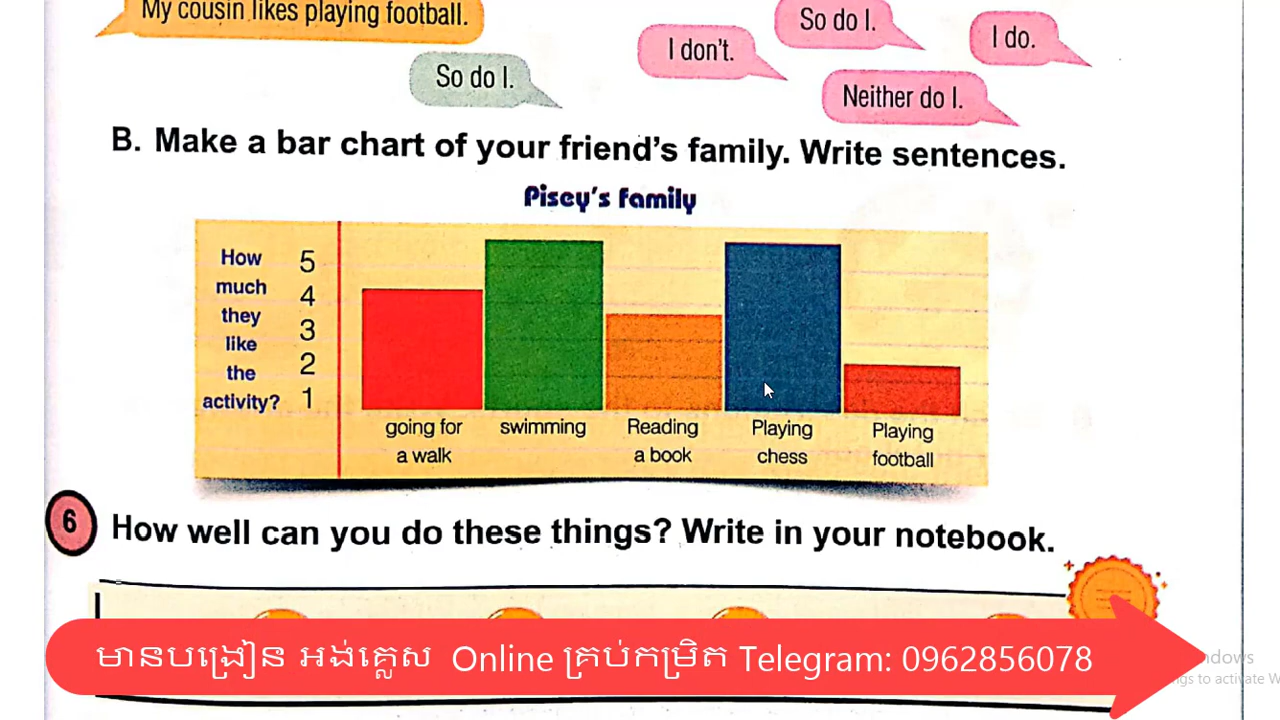 My cousin likes playing football.
So do I.
I don't.
So do I.
I do.
Neither do I.
B. Make a bar chart of your friend's family. Write sentences.
Pisey's family
How much they like the activity?
5
4
3
2
1
going for a walk
swimming
Reading a book
Playing chess
Playing football
6 How well can you do these things? Write in your notebook.
មានបង្រៀន អង់គ្លេស Online គ្រប់កម្រិត Telegram: 0962856078